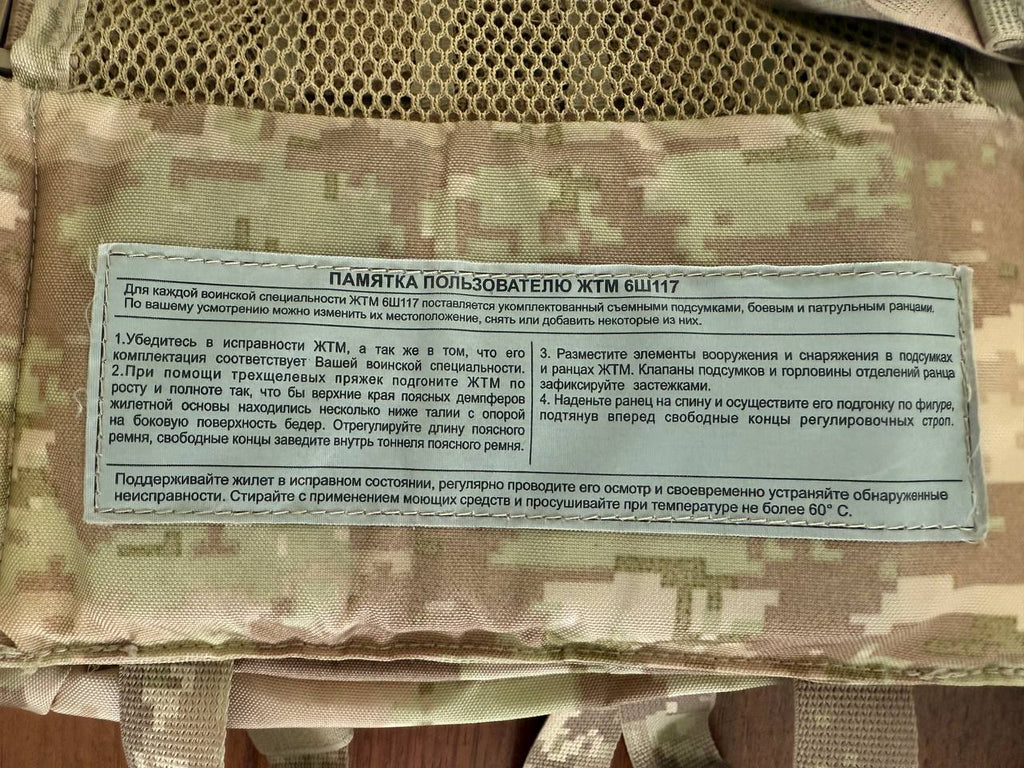 ПАМЯТКА ПОЛЬЗОВАТЕЛЮ ЖТМ 6Ш117
Для каждой воинской специальности ЖТМ 6Ш117 поставляется укомплектованный съемными подсумками, боевым и патрульным ранцами.
По вашему усмотрению можно изменить их местоположение, снять или добавить некоторые из них.
1.Убедитесь в исправности ЖТМ, а так же в том, что его
комплектация соответствует Вашей воинской специальности.
2.При помощи трехщелевых пряжек подгоните ЖТМ по
росту и полноте так, что бы верхние края поясных демпферов
жилетной основы находились несколько ниже талии с опорой
на боковую поверхность бедер. Отрегулируйте длину поясного
ремня, свободные концы заведите внутрь тоннеля поясного ремня.
3. Разместите элементы вооружения и снаряжения в подсумках
и ранцах ЖТМ. Клапаны подсумков и горловины отделений ранца
зафиксируйте застежками.
4. Наденьте ранец на спину и осуществите его подгонку по фигуре,
подтянув вперед свободные концы регулировочных строп.
Поддерживайте жилет в исправном состоянии, регулярно проводите его осмотр и своевременно устраняйте обнаруженные
неисправности. Стирайте с применением моющих средств и просушивайте при температуре не более 60° С.